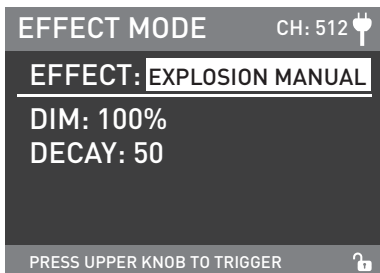 EFFECT MODE CH: 512
EFFECT: EXPLOSION MANUAL
DIM: 100%
DECAY: 50
PRESS UPPER KNOB TO TRIGGER